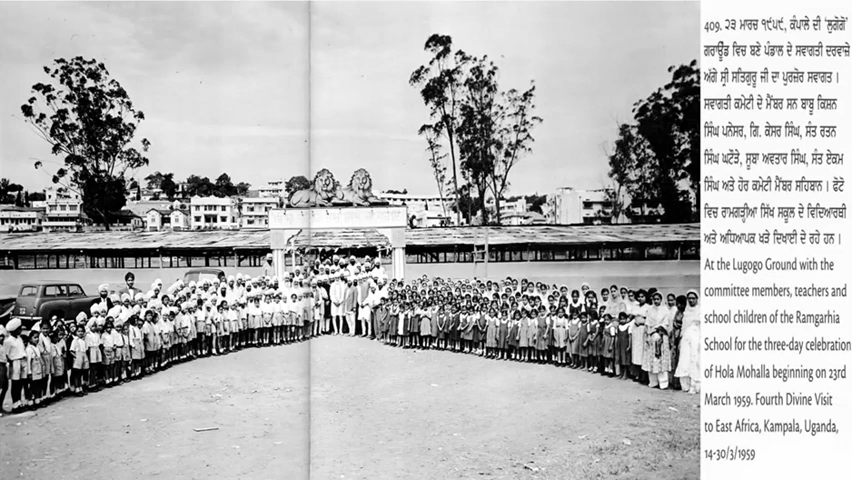 409. ੨੩ ਮਾਰਚ ੧੯੫੯, ਕੰਪਾਲੇ ਦੀ 'ਲੁਗੋਗੋ'
ਗਰਾਊਂਡ ਵਿਚ ਬਣੇ ਪੰਡਾਲ ਦੇ ਸਵਾਗਤੀ ਦਰਵਾਜ਼ੇ
ਅੱਗੇ ਸ੍ਰੀ ਸਤਿਗੁਰੂ ਜੀ ਦਾ ਪੁਰਜ਼ੋਰ ਸਵਾਗਤ।
ਸਵਾਗਤੀ ਕਮੇਟੀ ਦੇ ਮੈਂਬਰ ਸਨ ਬਾਬੂ ਕਿਸ਼ਨ
ਸਿੰਘ ਪਨੇਸਰ, ਗਿ. ਕੇਸਰ ਸਿੰਘ, ਸੰਤ ਰਤਨ
ਸਿੰਘ ਘਟੌੜੇ, ਸੂਬਾ ਅਵਤਾਰ ਸਿੰਘ, ਸੰਤ ਏਕਮ
ਸਿੰਘ ਅਤੇ ਹੋਰ ਕਮੇਟੀ ਮੈਂਬਰ ਸਹਿਬਾਨ। ਫੋਟੋ
ਵਿਚ ਰਾਮਗੜ੍ਹੀਆ ਸਿੱਖ ਸਕੂਲ ਦੇ ਵਿਦਿਆਰਥੀ
ਅਤੇ ਅਧਿਆਪਕ ਖੜੇ ਦਿਖਾਈ ਦੇ ਰਹੇ ਹਨ।
At the Lugogo Ground with the
committee members, teachers and
school children of the Ramgarhia
School for the three-day celebration
of Hola Mohalla beginning on 23rd
March 1959. Fourth Divine Visit
to East Africa, Kampala, Uganda,
14-30/3/1959